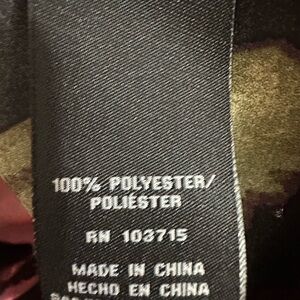 100% POLYESTER/
POLIÉSTER
RN 103715
MADE IN CHINA
HECHO EN CHINA